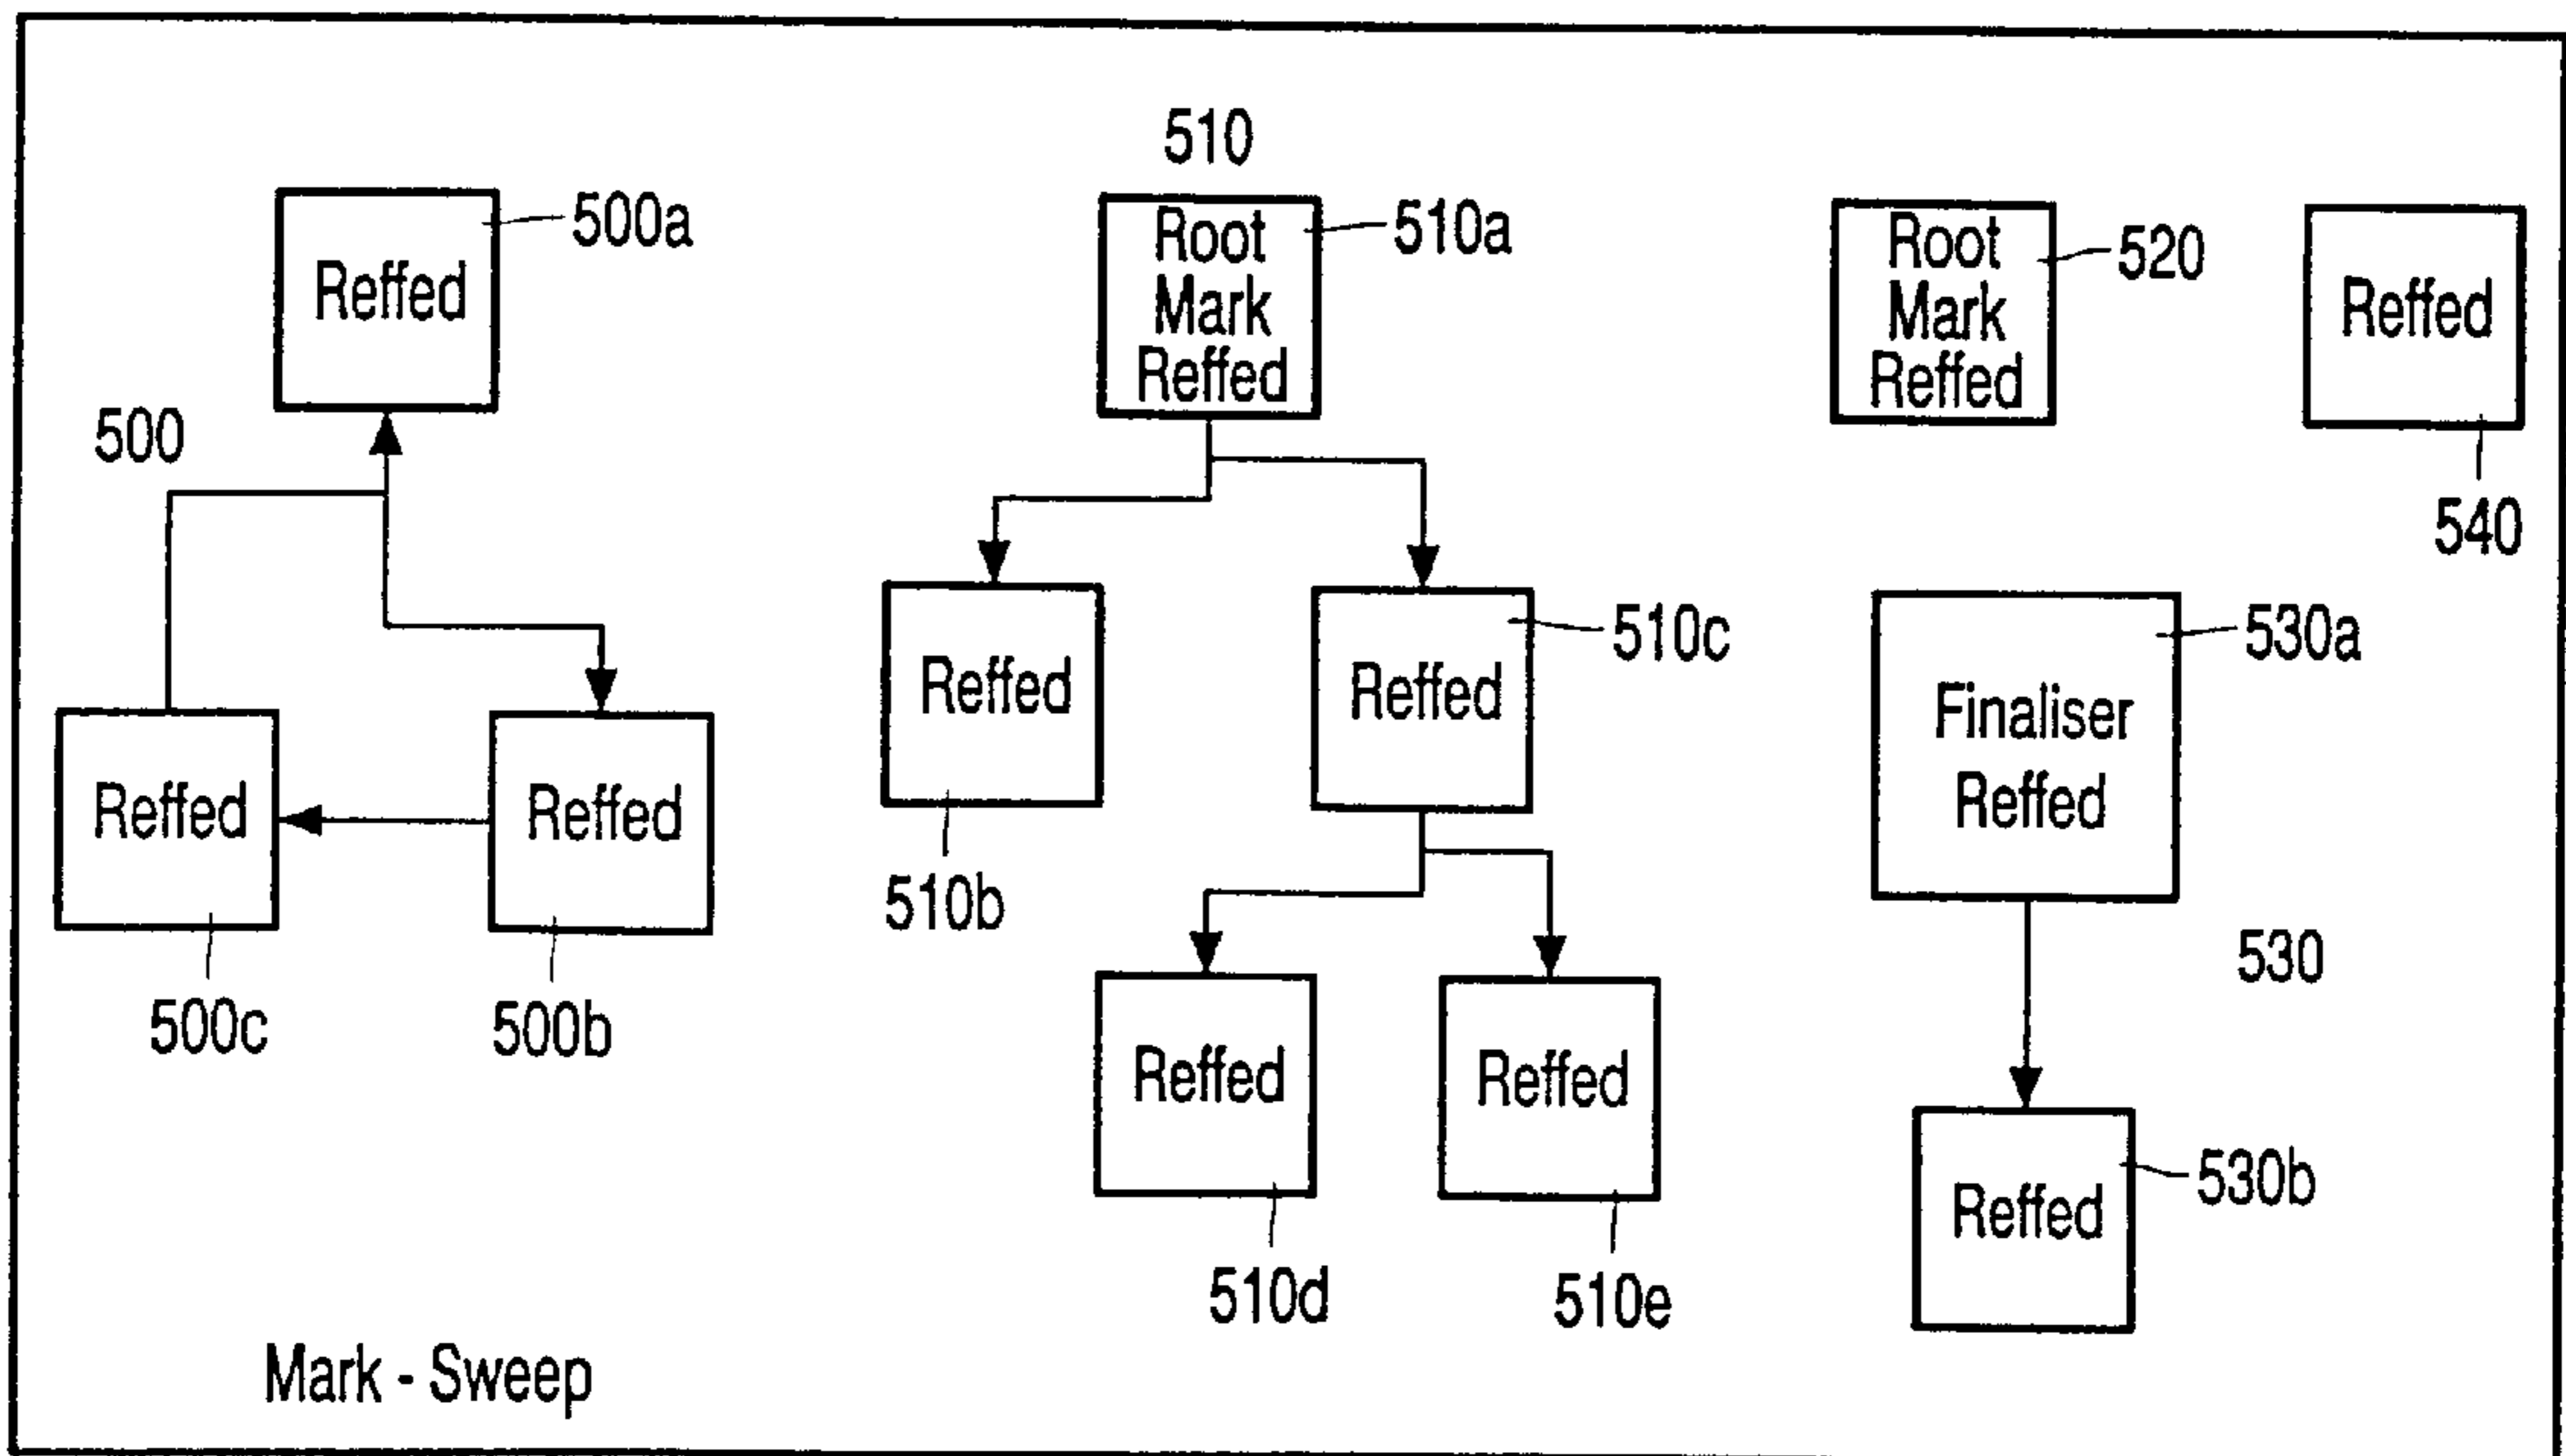 510
500a
Reffed
500
Root
Mark
Reffed
510a
Root
Mark
Reffed
520
Reffed
540
Reffed
500c
Reffed
500b
Reffed
510b
Reffed
510c
Finaliser
Reffed
530a
530
Reffed
510d
Reffed
510e
Reffed
530b
Mark - Sweep